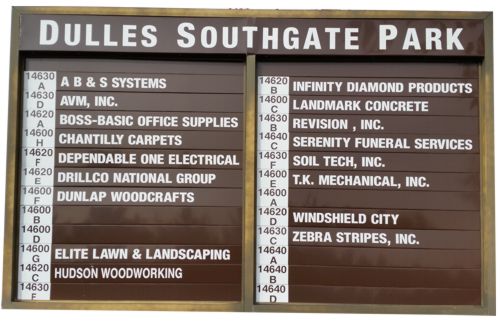 DULLES SOUTHGATE PARK
14630 A A B & S SYSTEMS
14630 D AVM, INC.
14620 A BOSS-BASIC OFFICE SUPPLIES
14600 H CHANTILLY CARPETS
14620 F DEPENDABLE ONE ELECTRICAL
14620 E DRILLCO NATIONAL GROUP
14600 F DUNLAP WOODCRAFTS
14600 B
14600 D
14600 G ELITE LAWN & LANDSCAPING
14620 C HUDSON WOODWORKING
14630 F
14620 B INFINITY DIAMOND PRODUCTS
14600 C LANDMARK CONCRETE
14630 B REVISION , INC.
14640 C SERENITY FUNERAL SERVICES
14630 F SOIL TECH, INC.
14600 E T.K. MECHANICAL, INC.
14600 A
14620 D WINDSHIELD CITY
14630 C ZEBRA STRIPES, INC.
14640 A
14640 B
14640 D